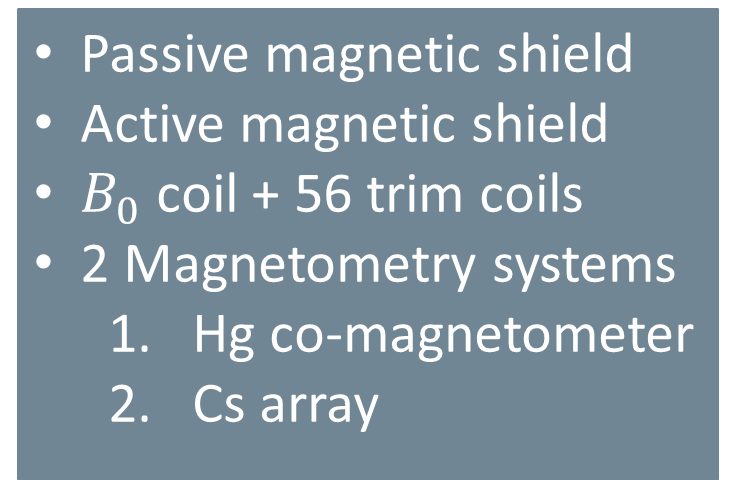 • Passive magnetic shield
• Active magnetic shield
• B₀ coil + 56 trim coils
• 2 Magnetometry systems
1. Hg co-magnetometer
2. Cs array